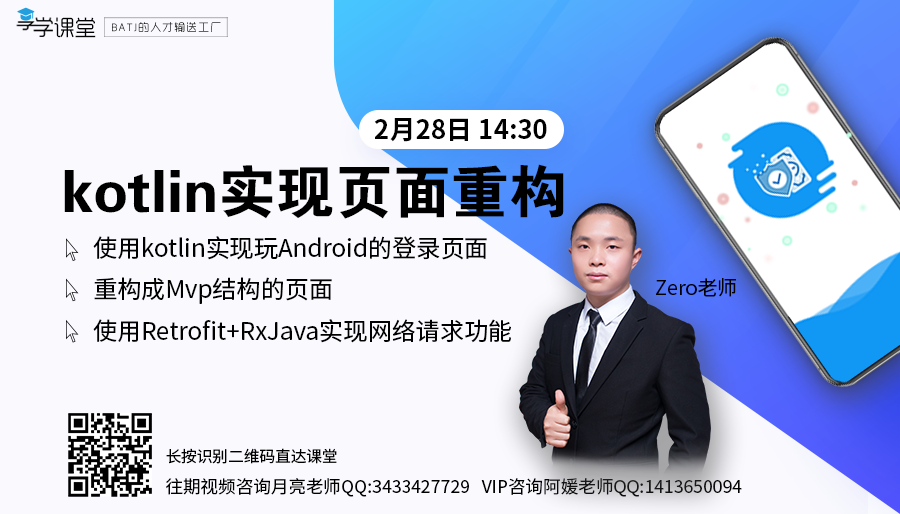 享学课堂
BATJ的人才输送工厂
2月28日 14:30
kotlin实现页面重构
使用kotlin实现玩Android的登录页面
重构成Mvp结构的页面
使用Retrofit+RxJava实现网络请求功能
Zero老师
长按识别二维码直达课堂
往期视频咨询月亮老师QQ:3433427729 VIP咨询阿媛老师QQ:1413650094